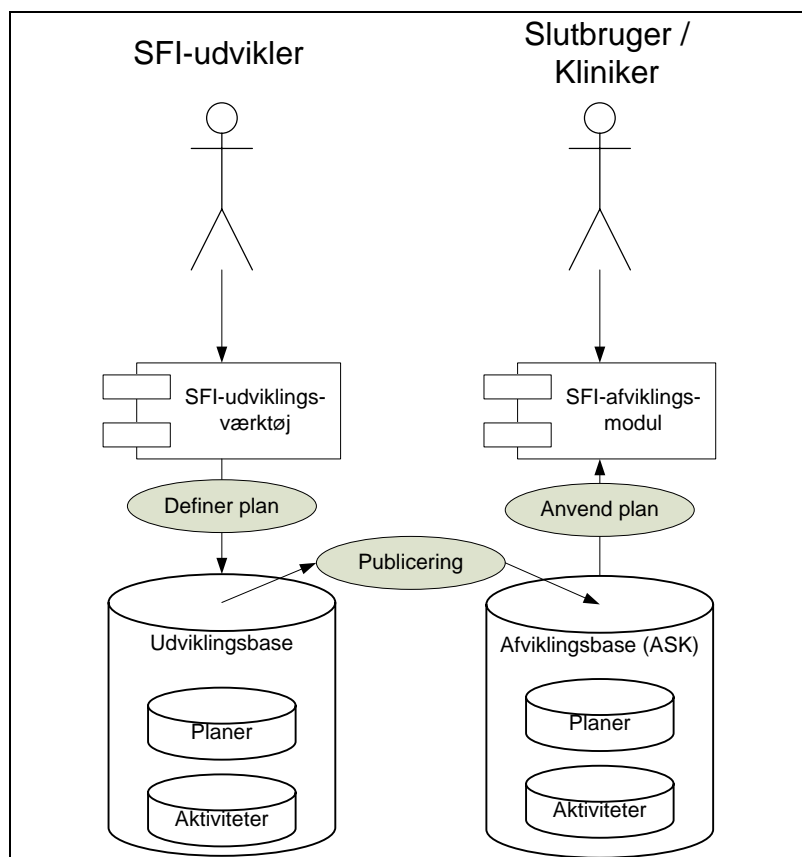 SFI-udvikler
Slutbruger /
Kliniker
SFI-udviklings-
værktøj
SFI-afviklings-
modul
Definer plan
Anvend plan
Publicering
Udviklingsbase
Afviklingsbase (ASK)
Planer
Planer
Aktiviteter
Aktiviteter